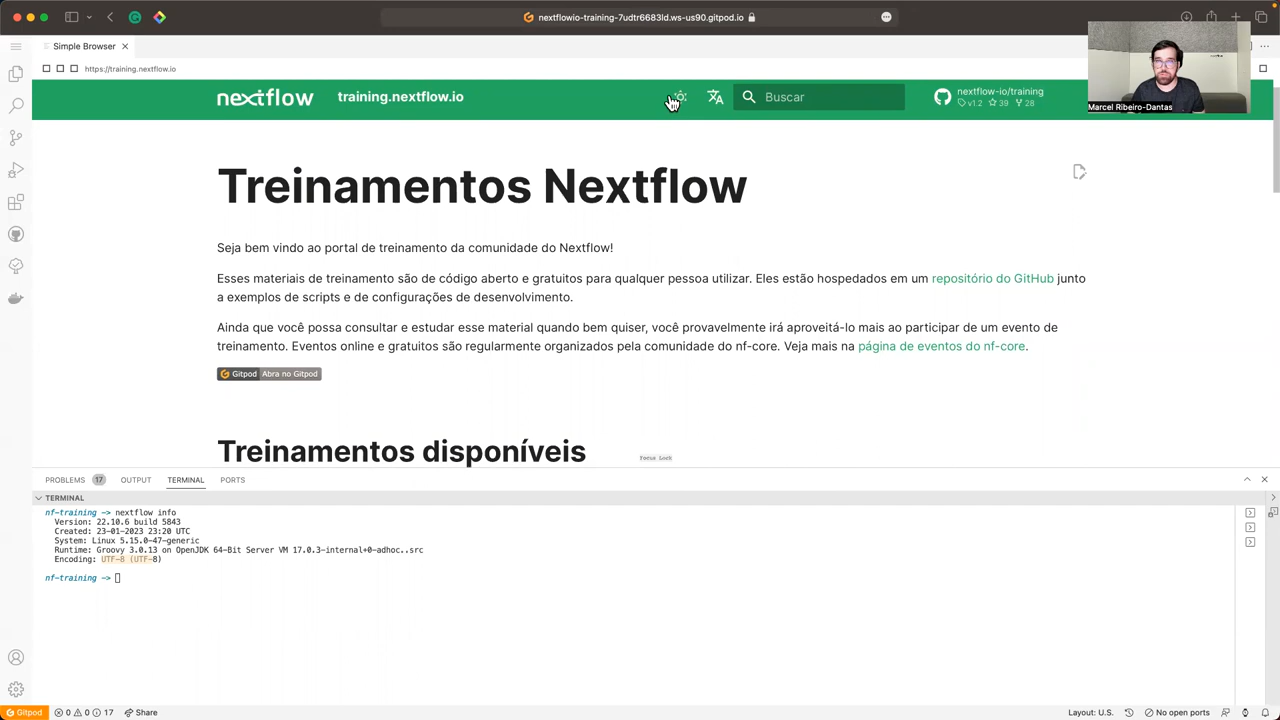 nextflowio-training-7udtr6683ld.ws-us90.gitpod.io
Simple Browser
https://training.nextflow.io
nextflow
training.nextflow.io
Buscar
nextflow-io/training
v1.2 39 28
Marcel Ribeiro-Dantas
Treinamentos Nextflow
Seja bem vindo ao portal de treinamento da comunidade do Nextflow!
Esses materiais de treinamento são de código aberto e gratuitos para qualquer pessoa utilizar. Eles estão hospedados em um repositório do GitHub junto
a exemplos de scripts e de configurações de desenvolvimento.
Ainda que você possa consultar e estudar esse material quando bem quiser, você provavelmente irá aproveitá-lo mais ao participar de um evento de
treinamento. Eventos online e gratuitos são regularmente organizados pela comunidade do nf-core. Veja mais na página de eventos do nf-core.
Gitpod Abra no Gitpod
Treinamentos disponíveis
Focus Lock
PROBLEMS 17 OUTPUT TERMINAL PORTS
TERMINAL
nf-training -> nextflow info
Version: 22.10.6 build 5843
Created: 23-01-2023 23:20 UTC
System: Linux 5.15.0-47-generic
Runtime: Groovy 3.0.13 on OpenJDK 64-Bit Server VM 17.0.3-internal+0-adhoc..src
Encoding: UTF-8 (UTF-8)
nf-training ->
Gitpod 0 0 17 Share
Layout: U.S. No open ports